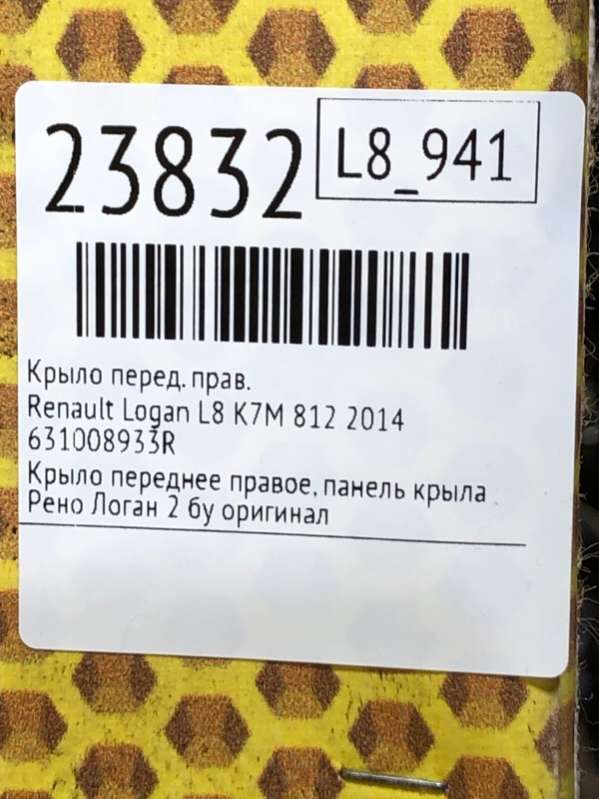 23832
L8_941
Крыло перед. прав.
Renault Logan L8 K7M 812 2014
631008933R
Крыло переднее правое, панель крыла
Рено Логан 2 бу оригинал